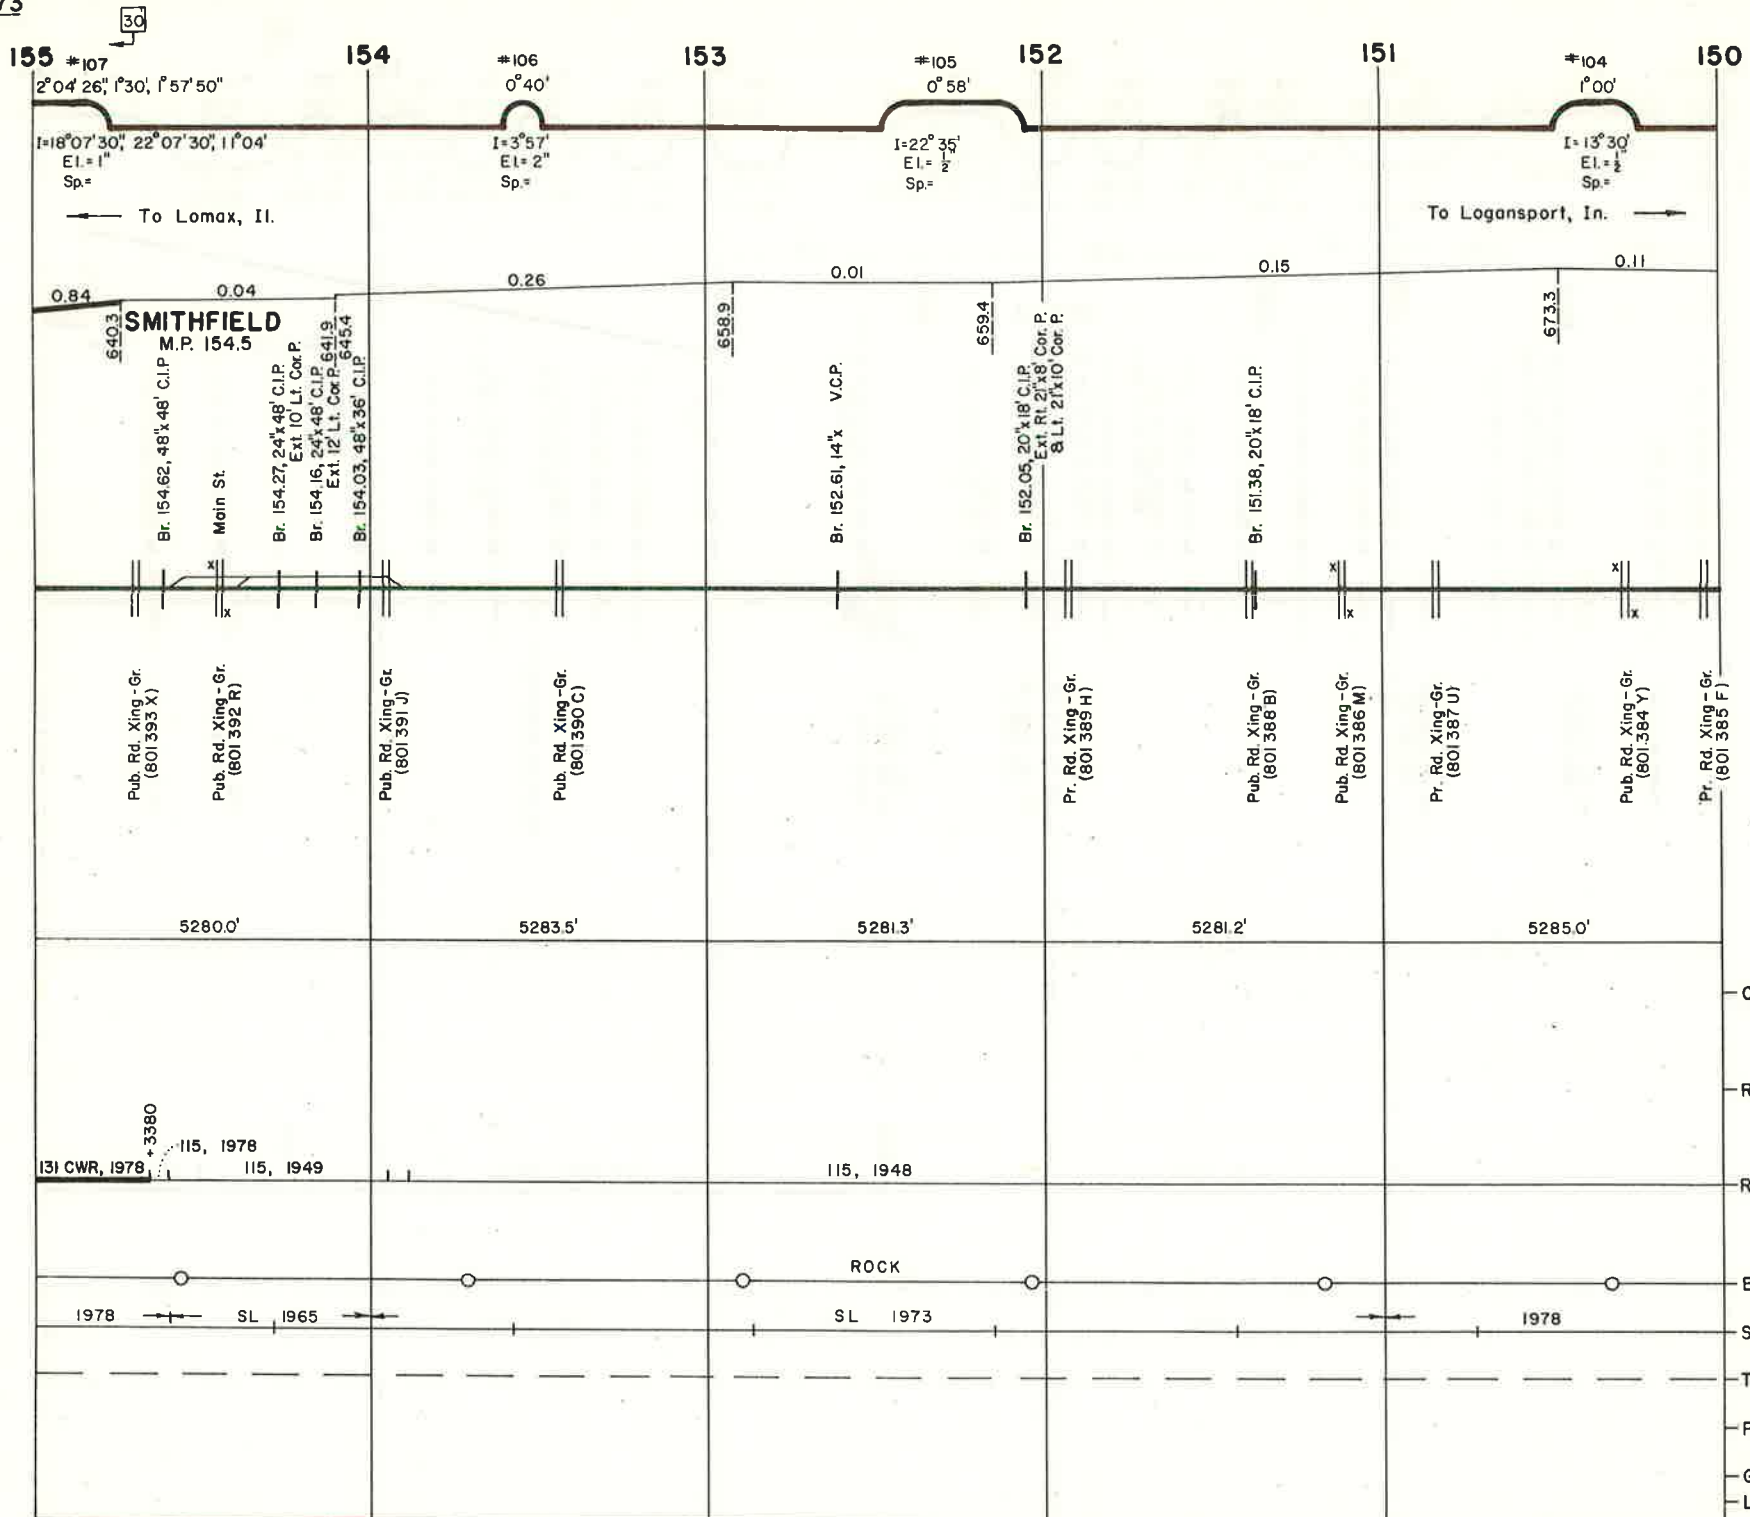 73
30
155 154 153 152 151 150
#107 #106 #105 #104
2°04'26", 1°30', 1°57'50" 0°40' 0°58' 1°00'
I=18°07'30", 22°07'30", 11°04' I=3°57' I=22°35' I=13°30'
El.=1" El=2" El.=½" El.=½"
Sp.= Sp.= Sp.= Sp.=
To Lomax, Il. To Logansport, In.
0.84 0.04 0.26 0.01 0.15 0.11
640.3
SMITHFIELD
M.P. 154.5
641.9
645.4
658.9
659.4
673.3
Br. 154.62, 48"x48' C.I.P.
Main St.
Br. 154.27, 24"x48' C.I.P.
Ext. 10' Lt. Cor. P.
Br. 154.16, 24"x48' C.I.P.
Ext. 12' Lt. Cor. P.
Br. 154.03, 48"x36' C.I.P.
Br. 152.61, 14"x V.C.P.
Br. 152.05, 20"x18' C.I.P.
Ext. Rt. 21"x8' Cor. P.
& Lt. 21"x10' Cor. P.
Br. 151.38, 20"x18' C.I.P.
x x x
x x x
Pub. Rd. Xing-Gr.
(801 393 X)
Pub. Rd. Xing-Gr.
(801 392 R)
Pub. Rd. Xing-Gr.
(801 391 J)
Pub. Rd. Xing-Gr.
(801 390 C)
Pr. Rd. Xing-Gr.
(801 389 H)
Pub. Rd. Xing-Gr.
(801 388 B)
Pub. Rd. Xing-Gr.
(801 386 M)
Pr. Rd. Xing-Gr.
(801 387 U)
Pub. Rd. Xing-Gr.
(801 384 Y)
Pr. Rd. Xing-Gr.
(801 385 F)
5280.0' 5283.5' 5281.3' 5281.2' 5285.0'
R
+3380
115, 1978
131 CWR, 1978 115, 1949 115, 1948 R
ROCK
1978 SL 1965 SL 1973 1978 S
T
L